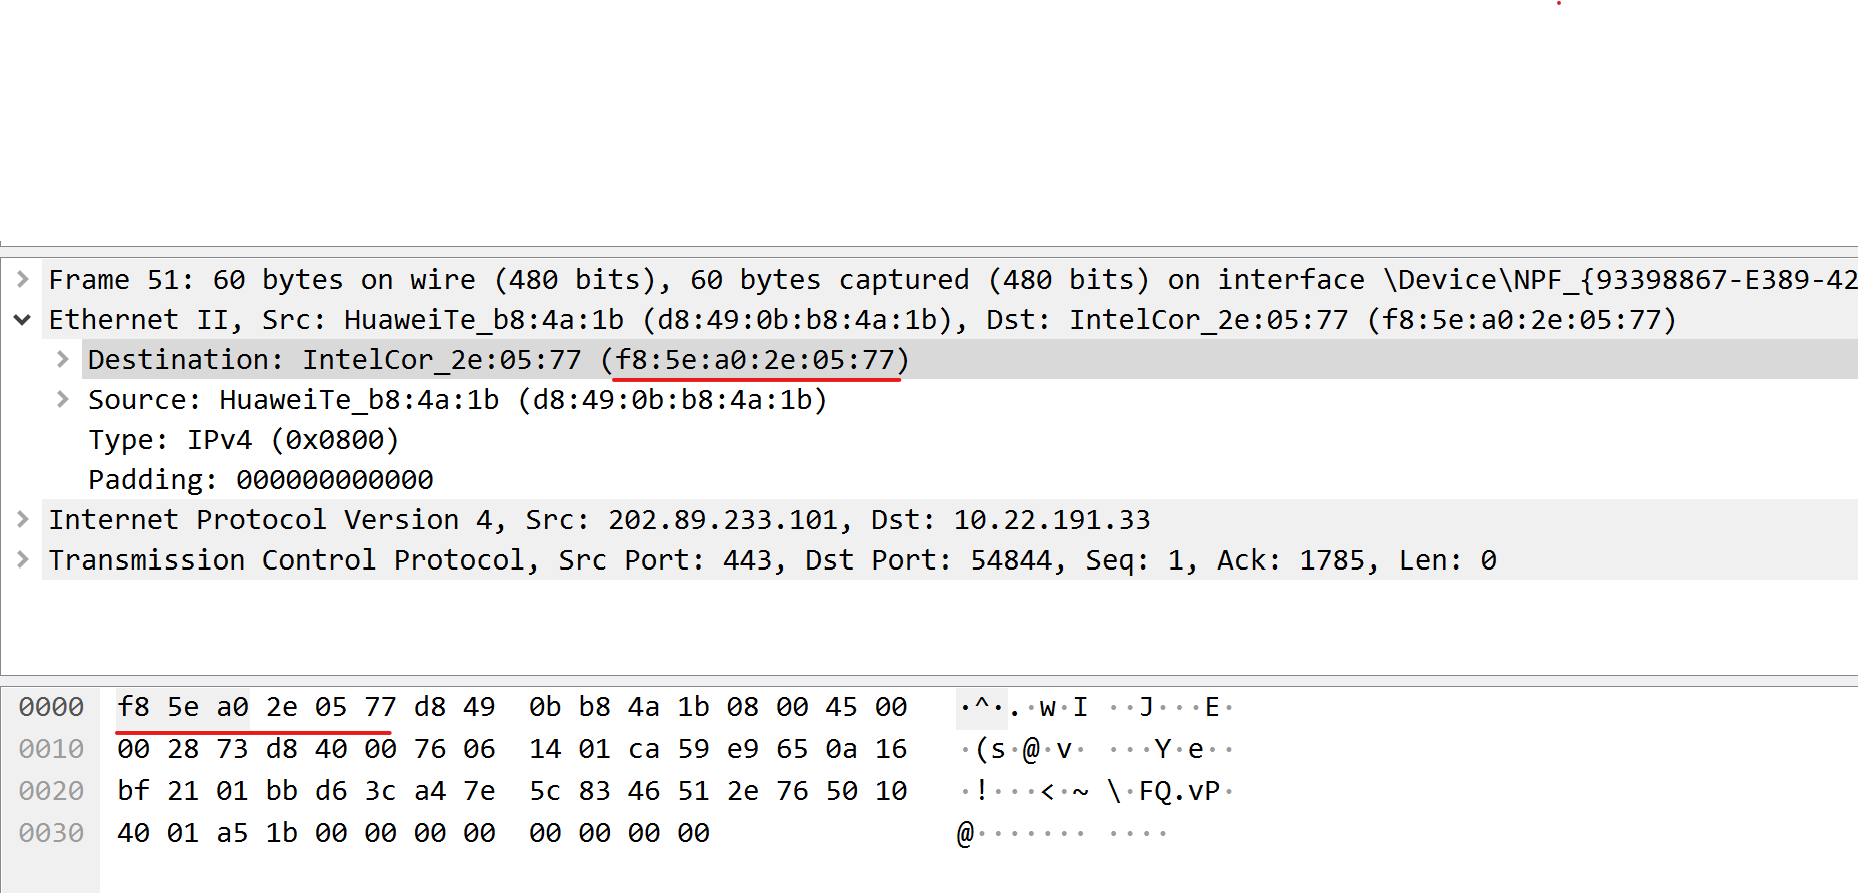 Frame 51: 60 bytes on wire (480 bits), 60 bytes captured (480 bits) on interface \Device\NPF_{93398867-E389-42
Ethernet II, Src: HuaweiTe_b8:4a:1b (d8:49:0b:b8:4a:1b), Dst: IntelCor_2e:05:77 (f8:5e:a0:2e:05:77)
Destination: IntelCor_2e:05:77 (f8:5e:a0:2e:05:77)
Source: HuaweiTe_b8:4a:1b (d8:49:0b:b8:4a:1b)
Type: IPv4 (0x0800)
Padding: 000000000000
Internet Protocol Version 4, Src: 202.89.233.101, Dst: 10.22.191.33
Transmission Control Protocol, Src Port: 443, Dst Port: 54844, Seq: 1, Ack: 1785, Len: 0
0000 f8 5e a0 2e 05 77 d8 49 0b b8 4a 1b 08 00 45 00 ·^·.·w·I ··J···E·
0010 00 28 73 d8 40 00 76 06 14 01 ca 59 e9 65 0a 16 ·(s·@·v· ···Y·e··
0020 bf 21 01 bb d6 3c a4 7e 5c 83 46 51 2e 76 50 10 ·!···<·~ \·FQ.vP·
0030 40 01 a5 1b 00 00 00 00 00 00 00 00 @······· ····